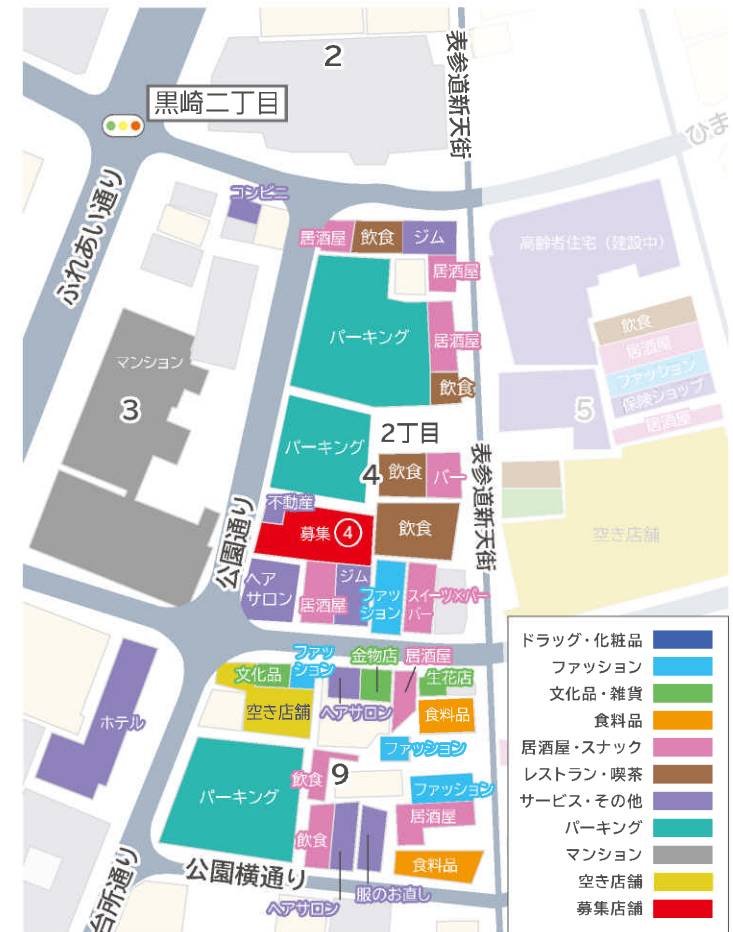 2
表参道新天街
黒崎二丁目
ひま
ふれあい通り
コンビニ
居酒屋
飲食
ジム
居酒屋
高齢者住宅（建設中）
パーキング
居酒屋
飲食
マンション
3
飲食
居酒屋
ファッション
保険ショップ
居酒屋
5
2丁目
パーキング
4
飲食
バー
表参道新天街
不動産
公園通り
募集④
飲食
空き店舗
ヘア
サロン
居酒屋
ジム
ファッ
ション
スイーツ×バー
バー
文化品
ファッ
ション
金物店
居酒屋
生花店
ホテル
空き店舗
ヘアサロン
食料品
ファッション
パーキング
飲食
9
ファッション
飲食
居酒屋
公園横通り
食料品
ヘアサロン
服のお直し
台所通り
ドラッグ・化粧品
ファッション
文化品・雑貨
食料品
居酒屋・スナック
レストラン・喫茶
サービス・その他
パーキング
マンション
空き店舗
募集店舗